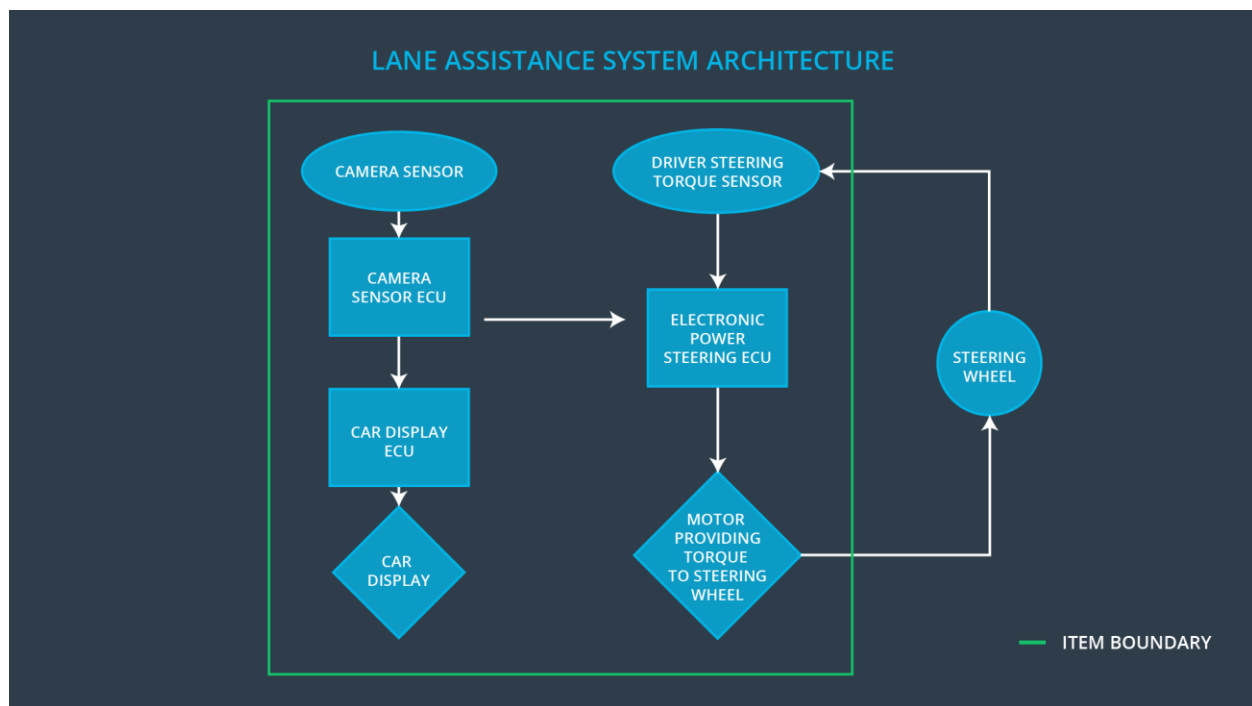 LANE ASSISTANCE SYSTEM ARCHITECTURE
CAMERA SENSOR
CAMERA
SENSOR ECU
CAR DISPLAY
ECU
CAR
DISPLAY
DRIVER STEERING
TORQUE SENSOR
ELECTRONIC
POWER
STEERING ECU
MOTOR
PROVIDING
TORQUE
TO STEERING
WHEEL
STEERING
WHEEL
ITEM BOUNDARY